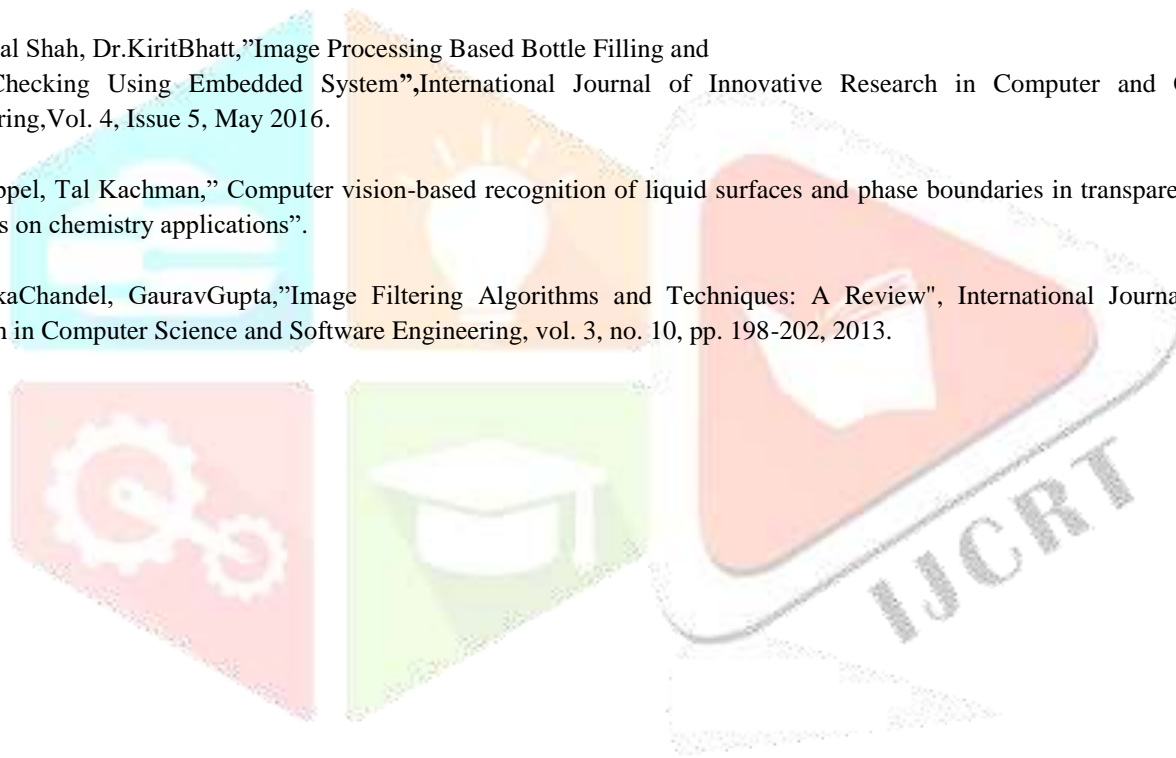 al Shah, Dr.KiritBhatt,”Image Processing Based Bottle Filling and
Checking Using Embedded System”,International Journal of Innovative Research in Computer and
ring,Vol. 4, Issue 5, May 2016.
ppel, Tal Kachman,” Computer vision-based recognition of liquid surfaces and phase boundaries in transpare
s on chemistry applications”.
kaChandel, GauravGupta,”Image Filtering Algorithms and Techniques: A Review", International Journa
n in Computer Science and Software Engineering, vol. 3, no. 10, pp. 198-202, 2013.
IJCRT